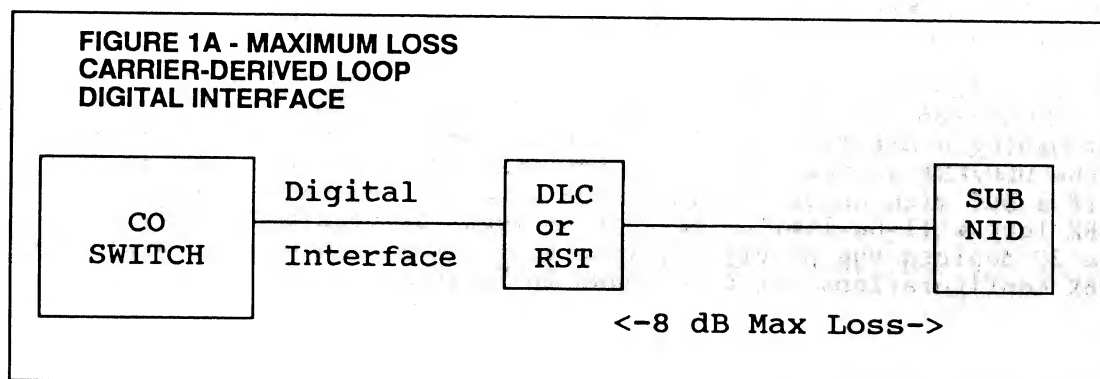 FIGURE 1A - MAXIMUM LOSS
CARRIER-DERIVED LOOP
DIGITAL INTERFACE
CO
SWITCH
Digital
Interface
DLC
or
RST
SUB
NID
<-8 dB Max Loss->